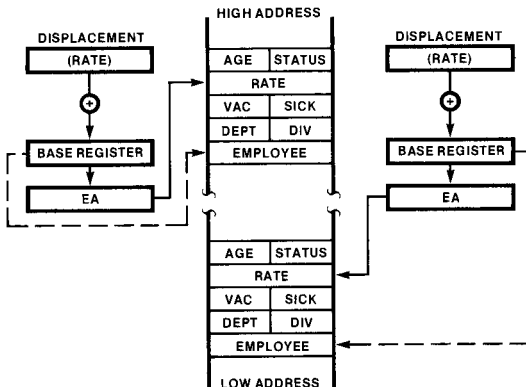 HIGH ADDRESS
DISPLACEMENT
(RATE)
+
BASE REGISTER
EA
AGE STATUS
RATE
VAC SICK
DEPT DIV
EMPLOYEE
AGE STATUS
RATE
VAC SICK
DEPT DIV
EMPLOYEE
LOW ADDRESS
DISPLACEMENT
(RATE)
+
BASE REGISTER
EA